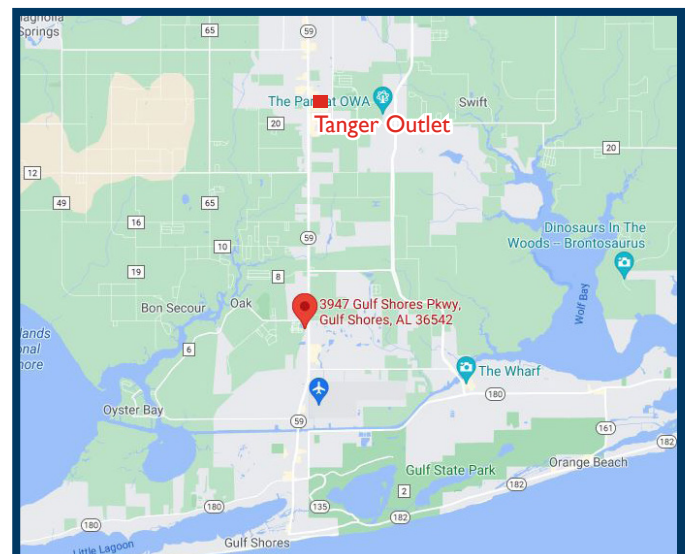 Magnolia
Springs
65
59
The Park at OWA
Swift
Tanger Outlet
20
20
12
49
65
16
Dinosaurs In The
Woods – Brontosaurus
59
10
19
8
Bon Secour
Oak
3947 Gulf Shores Pkwy,
Gulf Shores, AL 36542
Wolf Bay
6
The Wharf
180
Oyster Bay
59
161
182
Gulf State Park
Orange Beach
2
182
180
180
135
182
Gulf Shores
Little Lagoon